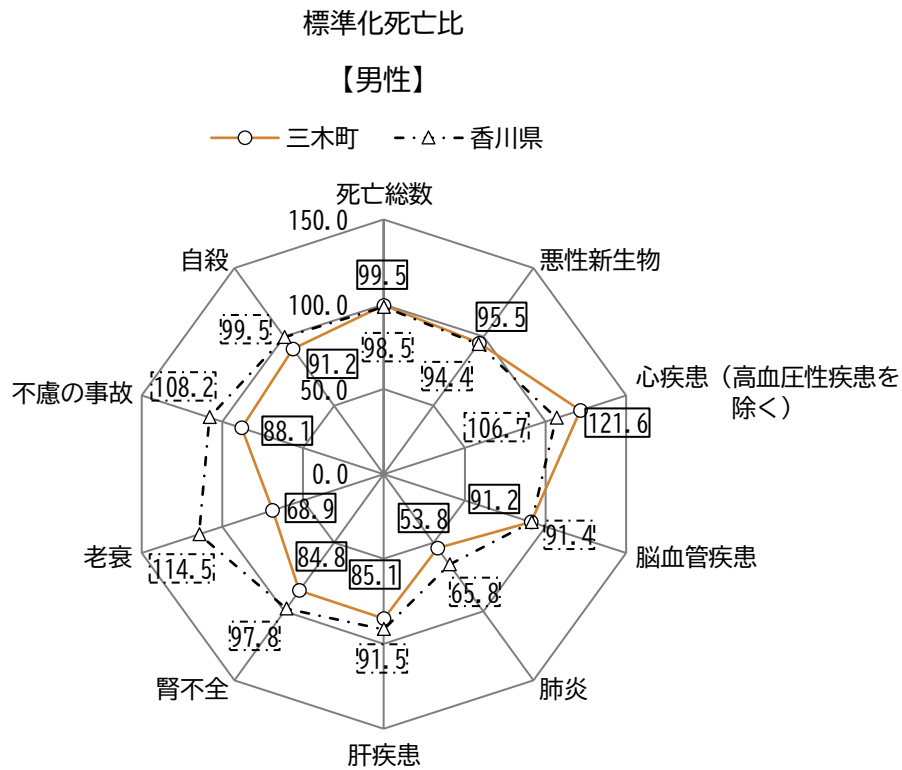 標準化死亡比
【男性】
三木町
香川県
死亡総数
150.0
自殺
悪性新生物
99.5
100.0
99.5
95.5
98.5
91.2
94.4
心疾患（高血圧性疾患を
除く）
不慮の事故
108.2
50.0
106.7
121.6
88.1
0.0
91.2
68.9
53.8
91.4
老衰
114.5
84.8
85.1
脳血管疾患
65.8
97.8
91.5
腎不全
肺炎
肝疾患